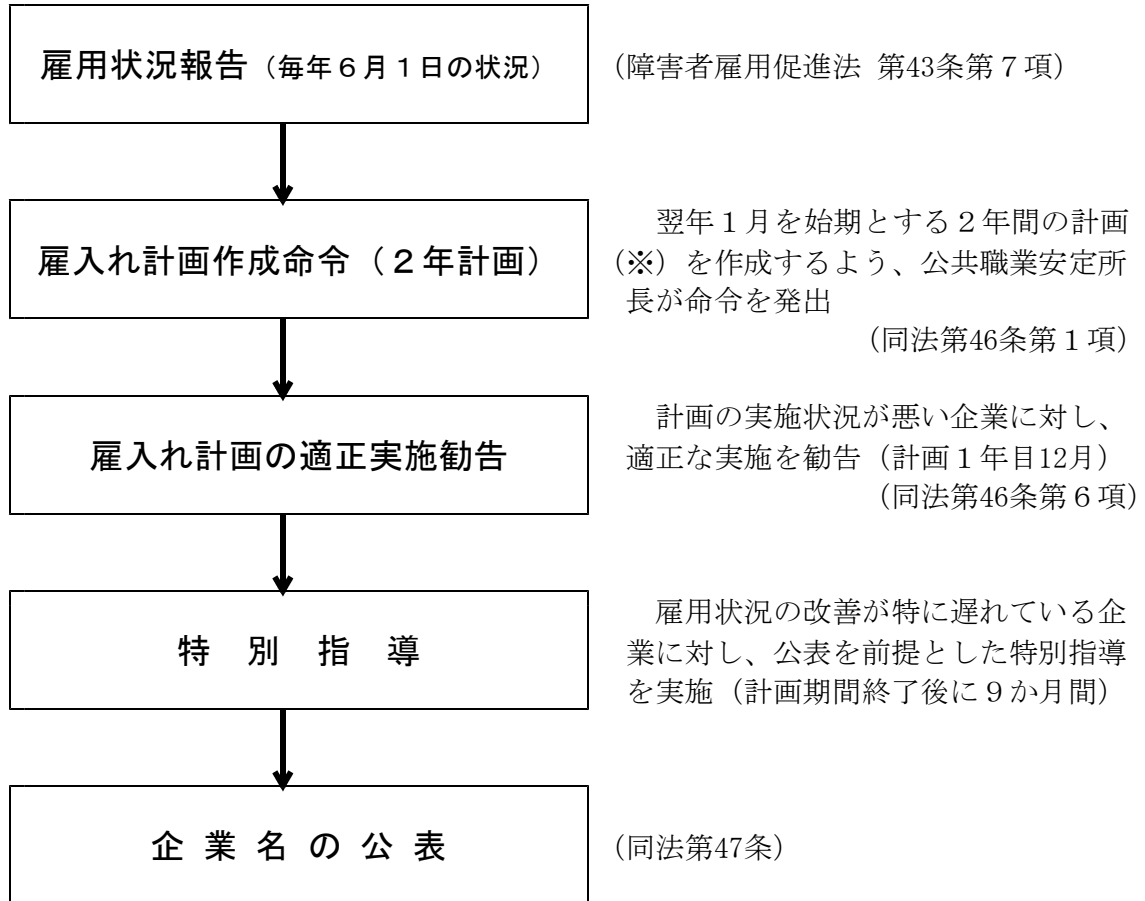 雇用状況報告（毎年６月１日の状況）
（障害者雇用促進法 第43条第７項）
雇入れ計画作成命令（２年計画）
翌年１月を始期とする２年間の計画
（※）を作成するよう、公共職業安定所
長が命令を発出
（同法第46条第１項）
雇入れ計画の適正実施勧告
計画の実施状況が悪い企業に対し、
適正な実施を勧告（計画１年目12月）
（同法第46条第６項）
特 別 指 導
雇用状況の改善が特に遅れている企
業に対し、公表を前提とした特別指導
を実施（計画期間終了後に９か月間）
企 業 名 の 公 表
（同法第47条）